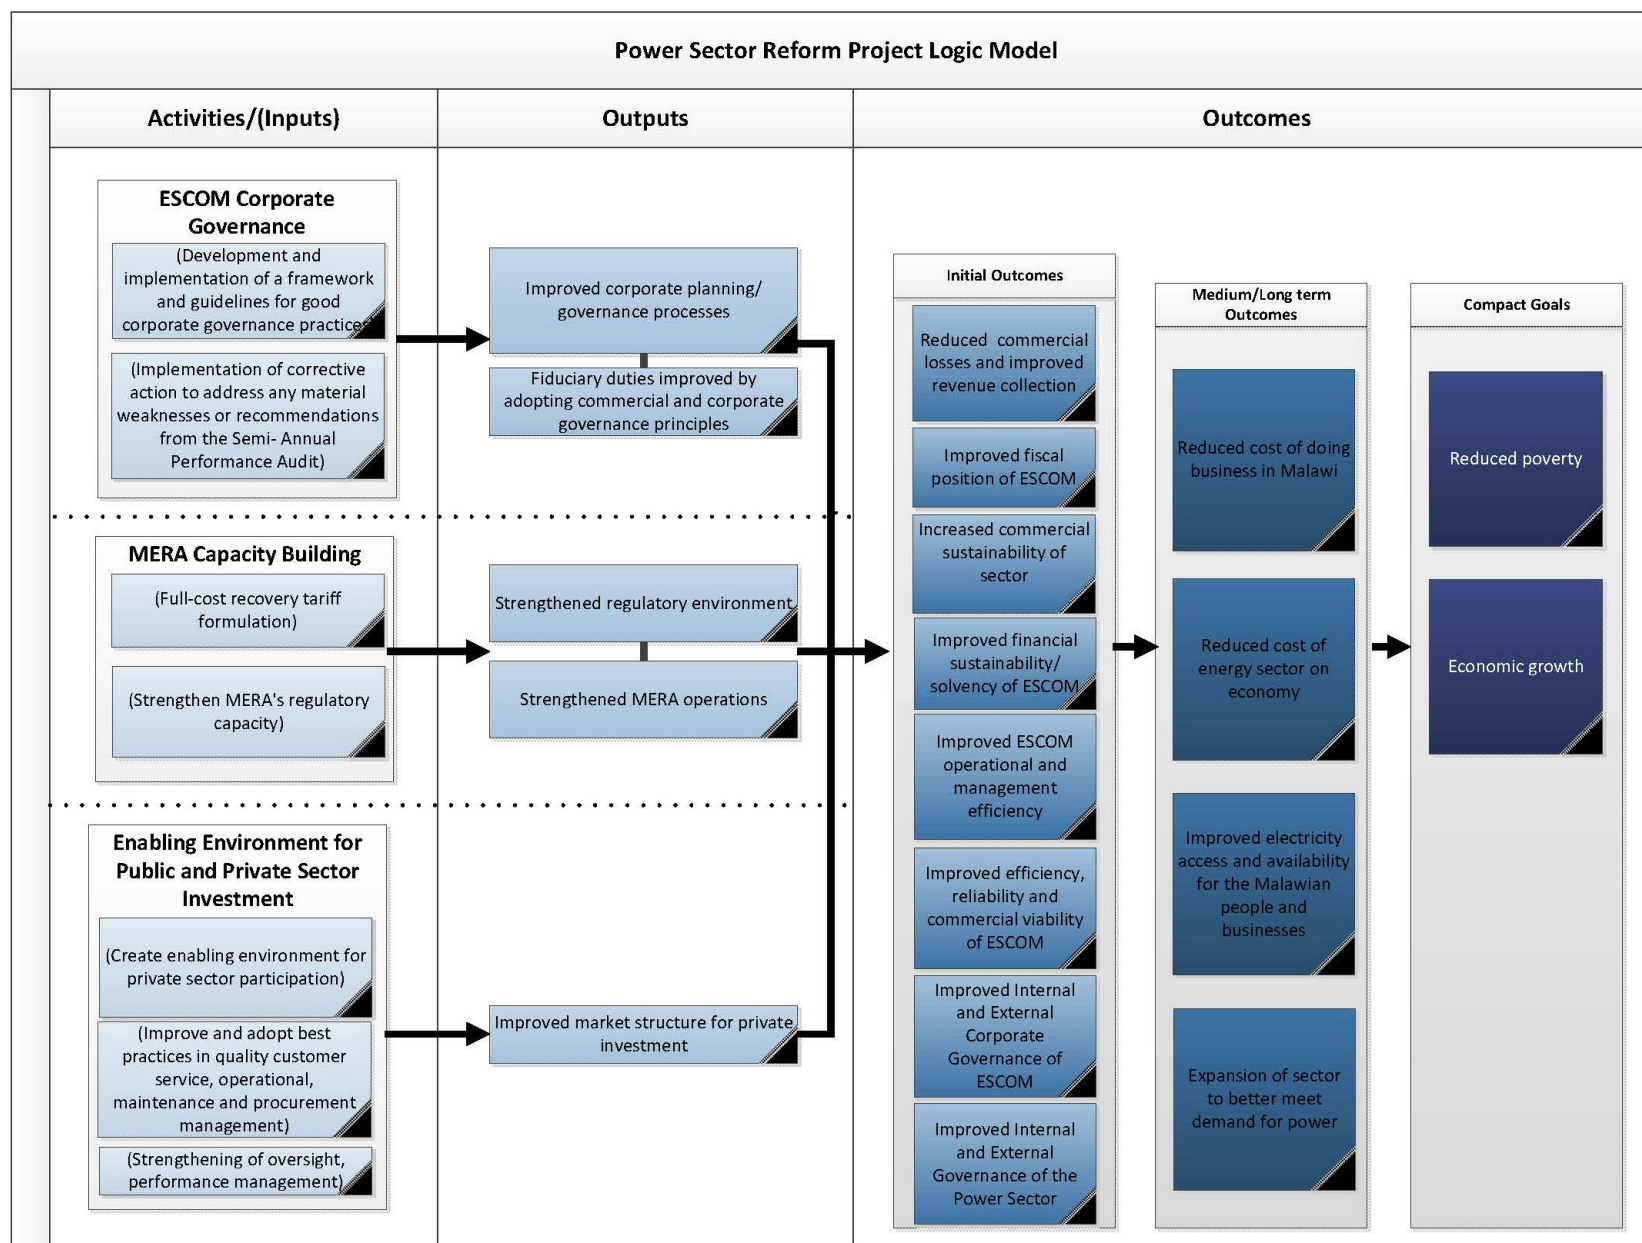 Power Sector Reform Project Logic Model
Activities/(Inputs)
Outputs
Outcomes
ESCOM Corporate
Governance
(Development and
implementation of a framework
and guidelines for good
corporate governance practices)
(Implementation of corrective
action to address any material
weaknesses or recommendations
from the Semi- Annual
Performance Audit)
MERA Capacity Building
(Full-cost recovery tariff
formulation)
(Strengthen MERA's regulatory
capacity)
Enabling Environment for
Public and Private Sector
Investment
(Create enabling environment for
private sector participation)
(Improve and adopt best
practices in quality customer
service, operational,
maintenance and procurement
management)
(Strengthening of oversight,
performance management)
Improved corporate planning/
governance processes
Fiduciary duties improved by
adopting commercial and corporate
governance principles
Strengthened regulatory environment
Strengthened MERA operations
Improved market structure for private
investment
Initial Outcomes
Reduced commercial
losses and improved
revenue collection
Improved fiscal
position of ESCOM
Increased commercial
sustainability of
sector
Improved financial
sustainability/
solvency of ESCOM
Improved ESCOM
operational and
management
efficiency
Improved efficiency,
reliability and
commercial viability
of ESCOM
Improved Internal
and External
Corporate
Governance of
ESCOM
Improved Internal
and External
Governance of the
Power Sector
Medium/Long term
Outcomes
Reduced cost of doing
business in Malawi
Reduced cost of
energy sector on
economy
Improved electricity
access and availability
for the Malawian
people and
businesses
Expansion of sector
to better meet
demand for power
Compact Goals
Reduced poverty
Economic growth